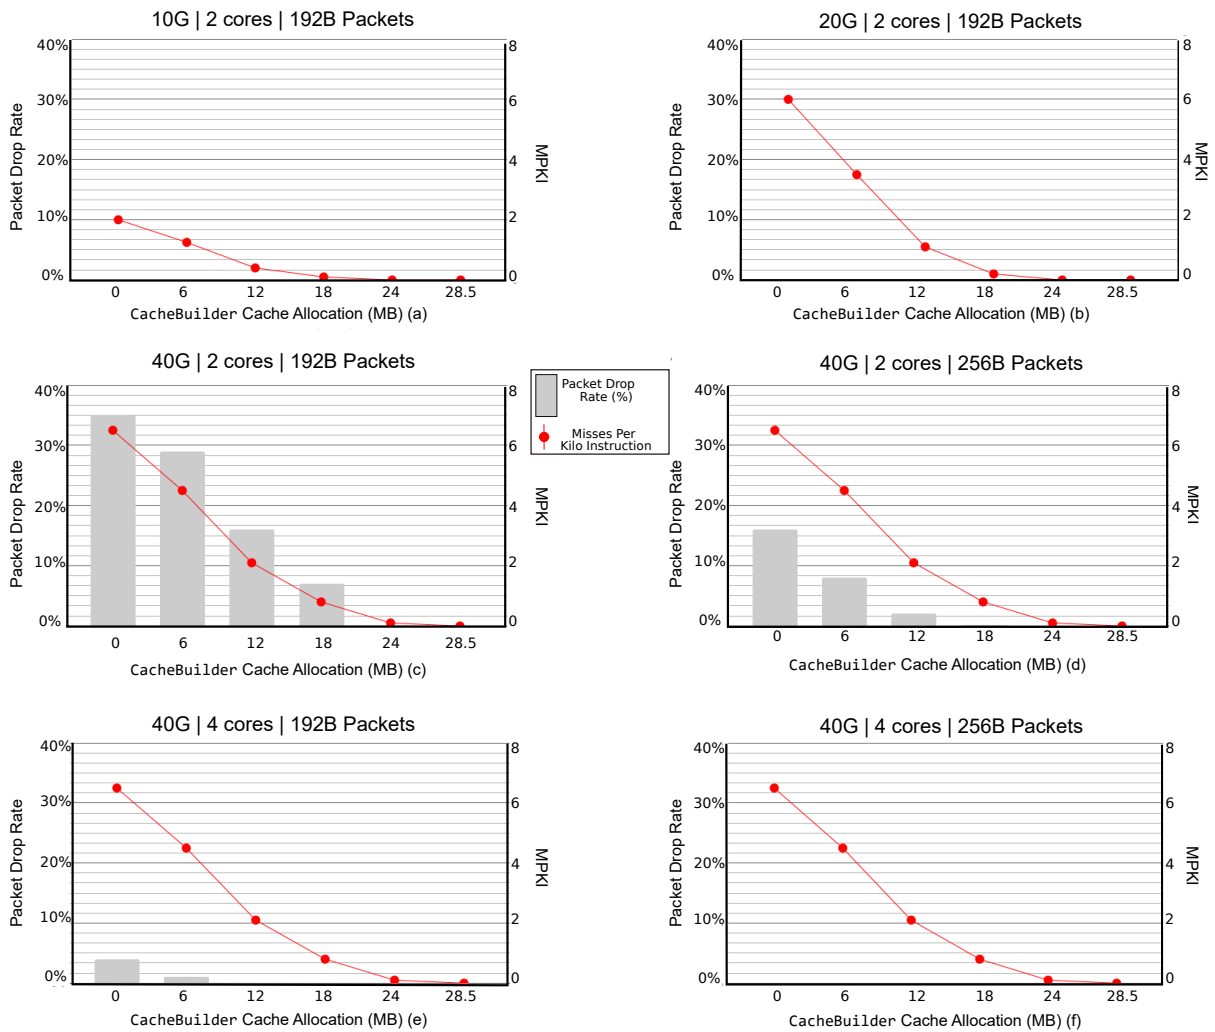 10G | 2 cores | 192B Packets
40%
30%
20%
10%
0%
Packet Drop Rate
8
6
4
2
0
MPKI
0 6 12 18 24 28.5
CacheBuilder Cache Allocation (MB) (a)
20G | 2 cores | 192B Packets
40%
30%
20%
10%
0%
Packet Drop Rate
8
6
4
2
0
MPKI
0 6 12 18 24 28.5
CacheBuilder Cache Allocation (MB) (b)
40G | 2 cores | 192B Packets
40%
30%
20%
10%
0%
Packet Drop Rate
8
6
4
2
0
MPKI
0 6 12 18 24 28.5
CacheBuilder Cache Allocation (MB) (c)
Packet Drop
Rate (%)
Misses Per
Kilo Instruction
40G | 2 cores | 256B Packets
40%
30%
20%
10%
0%
Packet Drop Rate
8
6
4
2
0
MPKI
0 6 12 18 24 28.5
CacheBuilder Cache Allocation (MB) (d)
40G | 4 cores | 192B Packets
40%
30%
20%
10%
0%
Packet Drop Rate
8
6
4
2
0
MPKI
0 6 12 18 24 28.5
CacheBuilder Cache Allocation (MB) (e)
40G | 4 cores | 256B Packets
40%
30%
20%
10%
0%
Packet Drop Rate
8
6
4
2
0
MPKI
0 6 12 18 24 28.5
CacheBuilder Cache Allocation (MB) (f)